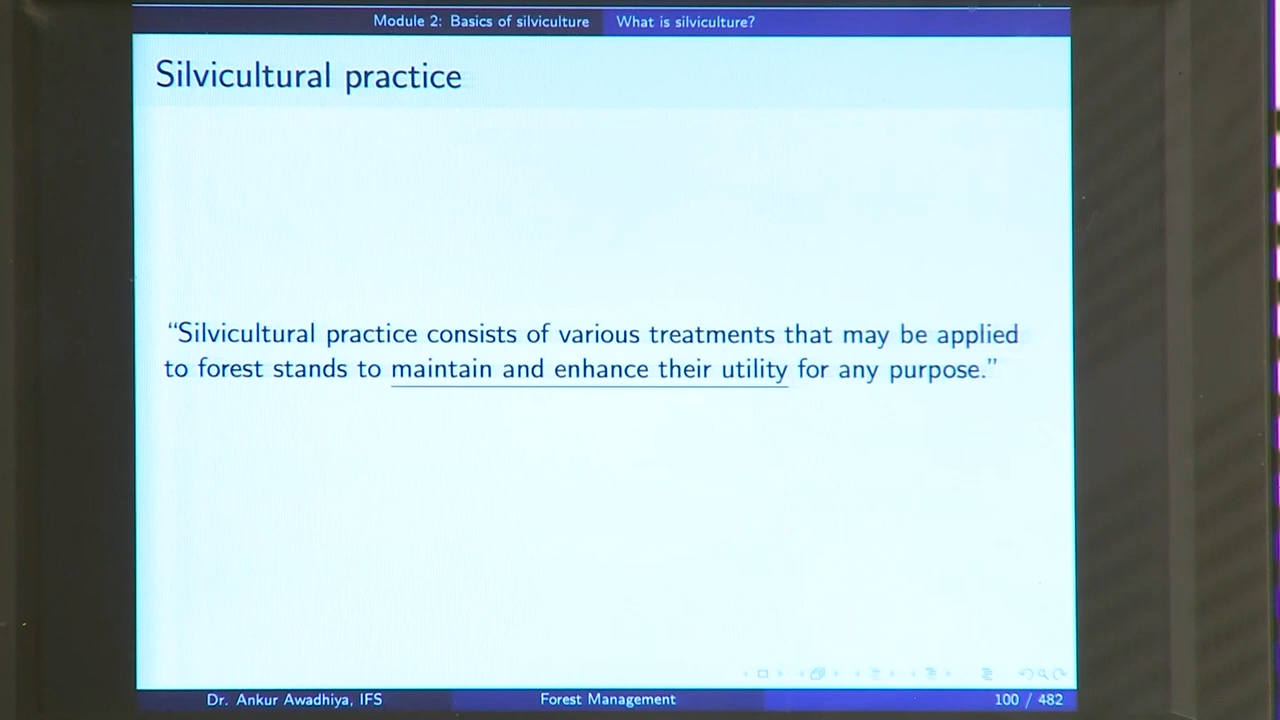 Module 2: Basics of silviculture What is silviculture?
Silvicultural practice
“Silvicultural practice consists of various treatments that may be applied
to forest stands to maintain and enhance their utility for any purpose.”
Dr. Ankur Awadhiya, IFS Forest Management 100 / 482